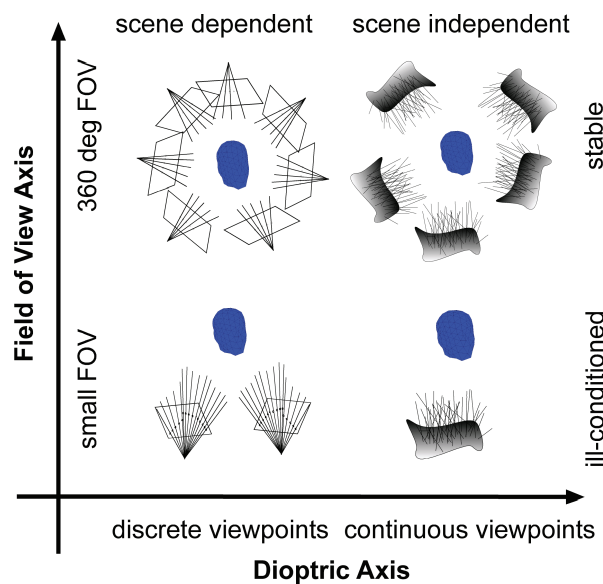 scene dependent
scene independent
360 deg FOV
stable
Field of View Axis
small FOV
ill-conditioned
discrete viewpoints
continuous viewpoints
Dioptric Axis